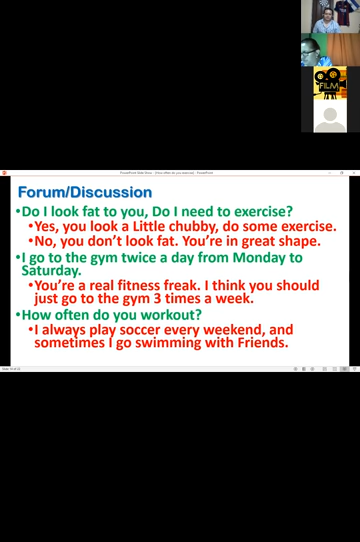 FILM
Forum/Discussion
•Do I look fat to you, Do I need to exercise?
•Yes, you look a Little chubby, do some exercise.
•No, you don't look fat. You're in great shape.
•I go to the gym twice a day from Monday to
Saturday.
•You're a real fitness freak. I think you should
just go to the gym 3 times a week.
•How often do you workout?
•I always play soccer every weekend, and
sometimes I go swimming with Friends.